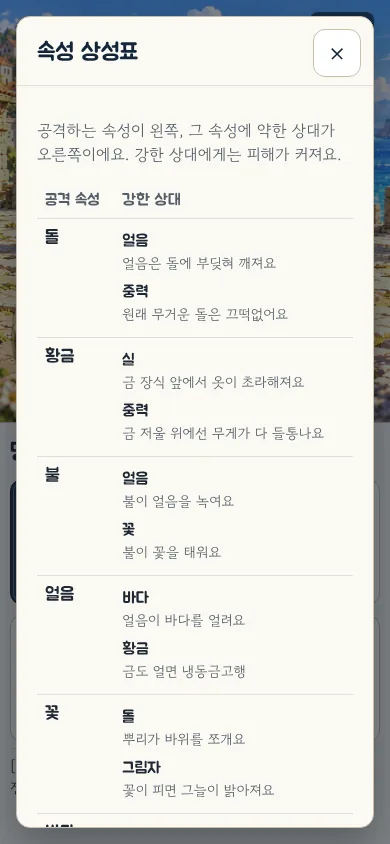 속성 상성표
공격하는 속성이 왼쪽, 그 속성에 약한 상대가
오른쪽이에요. 강한 상대에게는 피해가 커져요.
공격 속성 강한 상대
돌 얼음
얼음은 돌에 부딪혀 깨져요
중력
원래 무거운 돌은 끄떡없어요
황금 실
금 장식 앞에서 옷이 초라해져요
중력
금 저울 위에선 무게가 다 들통나요
불 얼음
불이 얼음을 녹여요
꽃
불이 꽃을 태워요
얼음 바다
얼음이 바다를 얼려요
황금
금도 얼면 냉동금고행
꽃 돌
뿌리가 바위를 쪼개요
그림자
꽃이 피면 그늘이 밝아져요